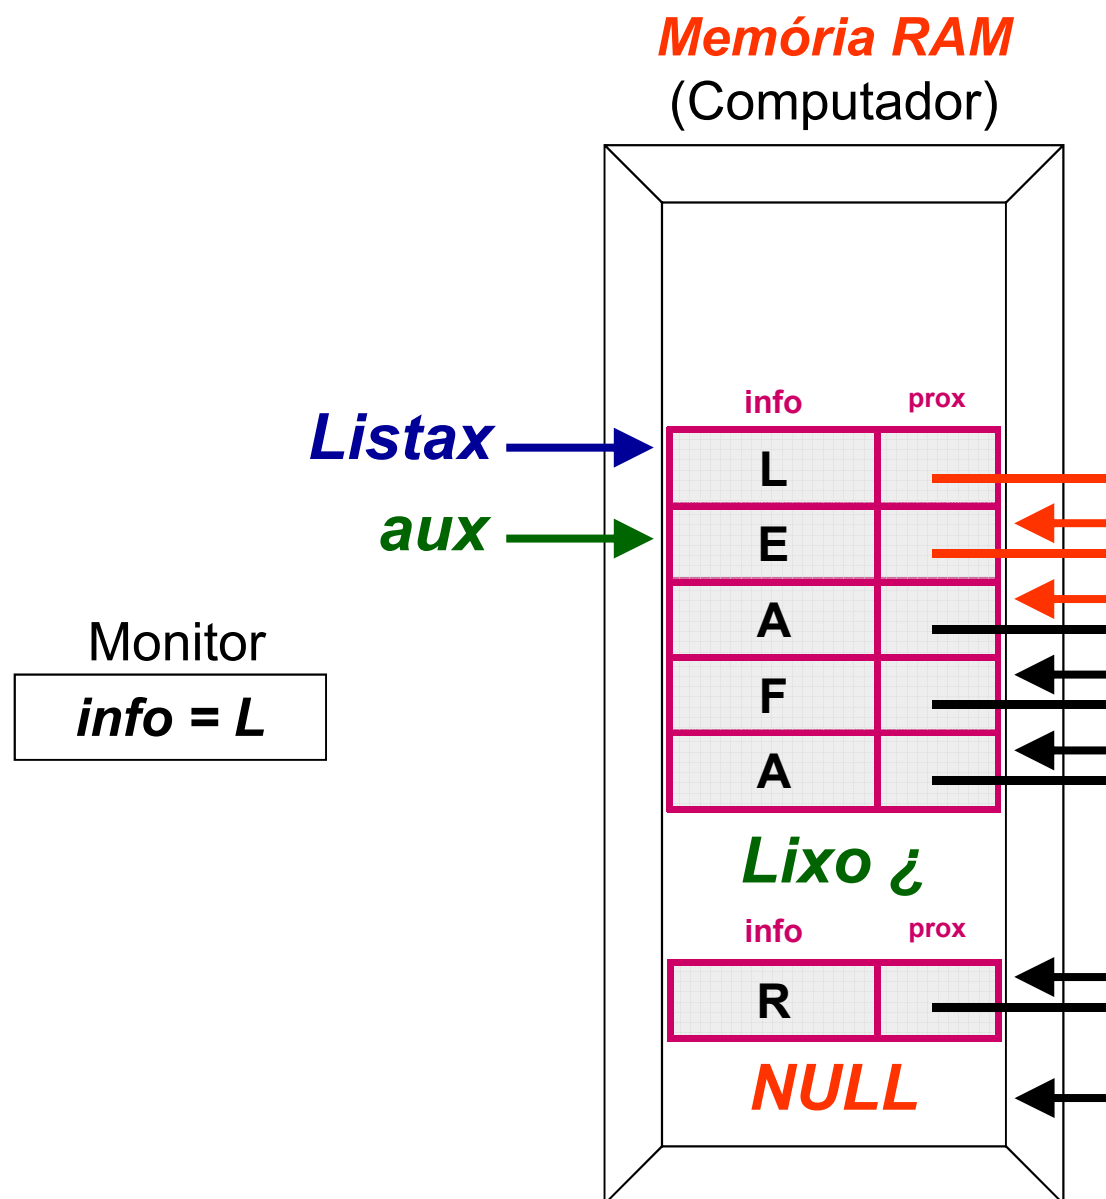 Memória RAM
(Computador)
info prox
Listax
L
aux
E
A
Monitor
F
info = L
A
Lixo ¿
info prox
R
NULL